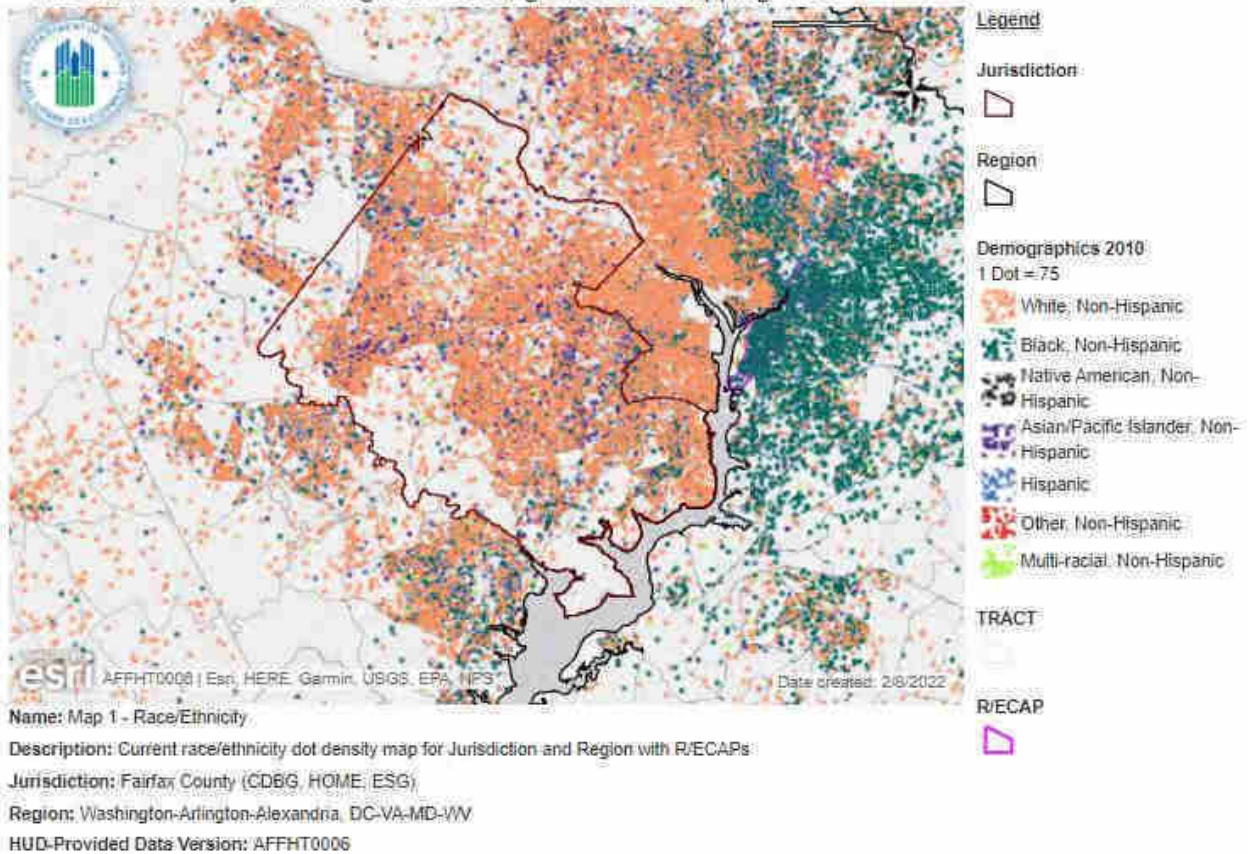 Legend
Jurisdiction
Region
Demographics 2010
1 Dot = 75
White, Non-Hispanic
Black, Non-Hispanic
Native American, Non-
Hispanic
Asian/Pacific Islander, Non-
Hispanic
Hispanic
Other, Non-Hispanic
Multi-racial, Non-Hispanic
TRACT
R/ECAP
esri
AFFHT0006 | Esri, HERE, Garmin, USGS, EPA, NPS
Date created: 2/8/2022
Name: Map 1 - Race/Ethnicity
Description: Current race/ethnicity dot density map for Jurisdiction and Region with R/ECAPs
Jurisdiction: Fairfax County (CDBG, HOME, ESG)
Region: Washington-Arlington-Alexandria, DC-VA-MD-WV
HUD-Provided Data Version: AFFHT0006